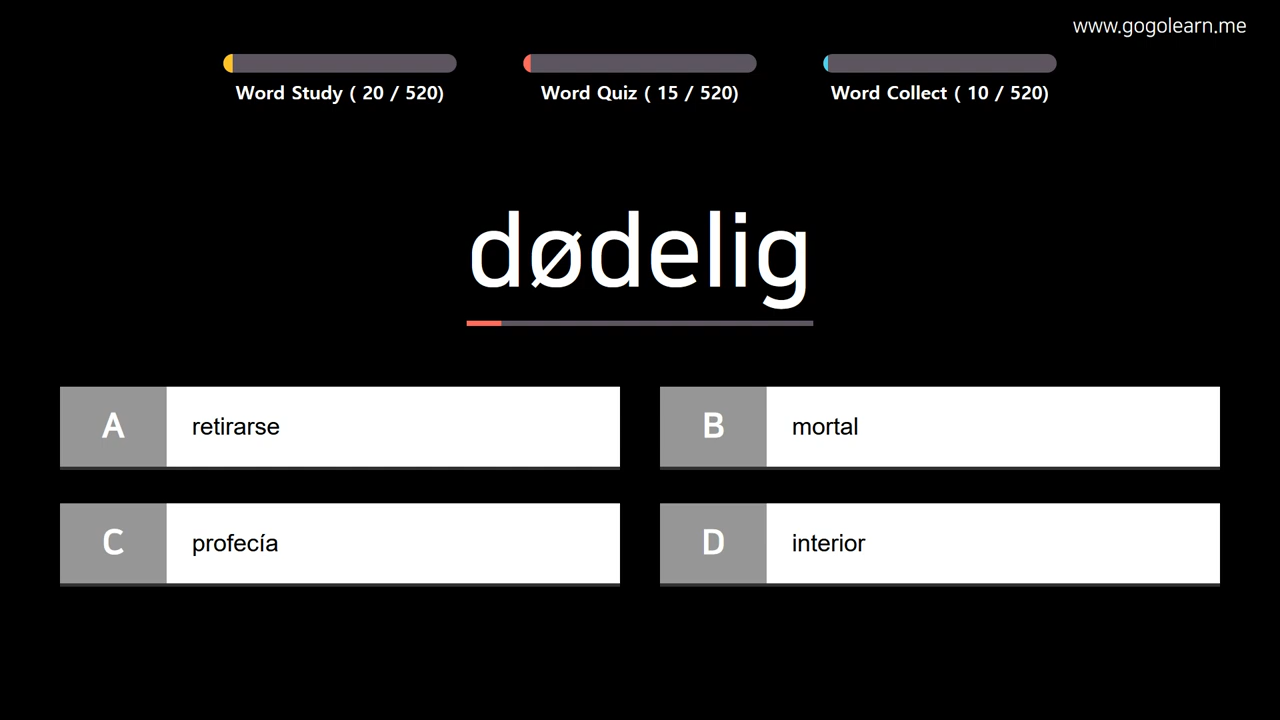 www.gogolearn.me
Word Study ( 20 / 520)
Word Quiz ( 15 / 520)
Word Collect ( 10 / 520)
dødelig
A retirarse
B mortal
C profecía
D interior